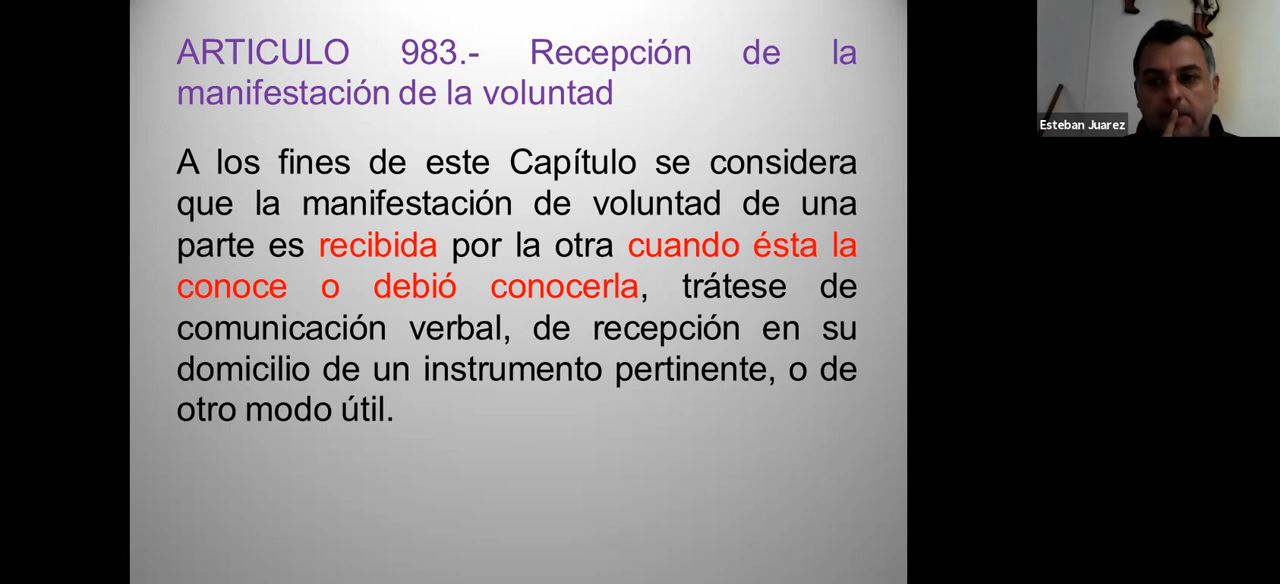 ARTICULO 983.- Recepción de la
manifestación de la voluntad
A los fines de este Capítulo se considera
que la manifestación de voluntad de una
parte es recibida por la otra cuando ésta la
conoce o debió conocerla, trátese de
comunicación verbal, de recepción en su
domicilio de un instrumento pertinente, o de
otro modo útil.
Esteban Juarez